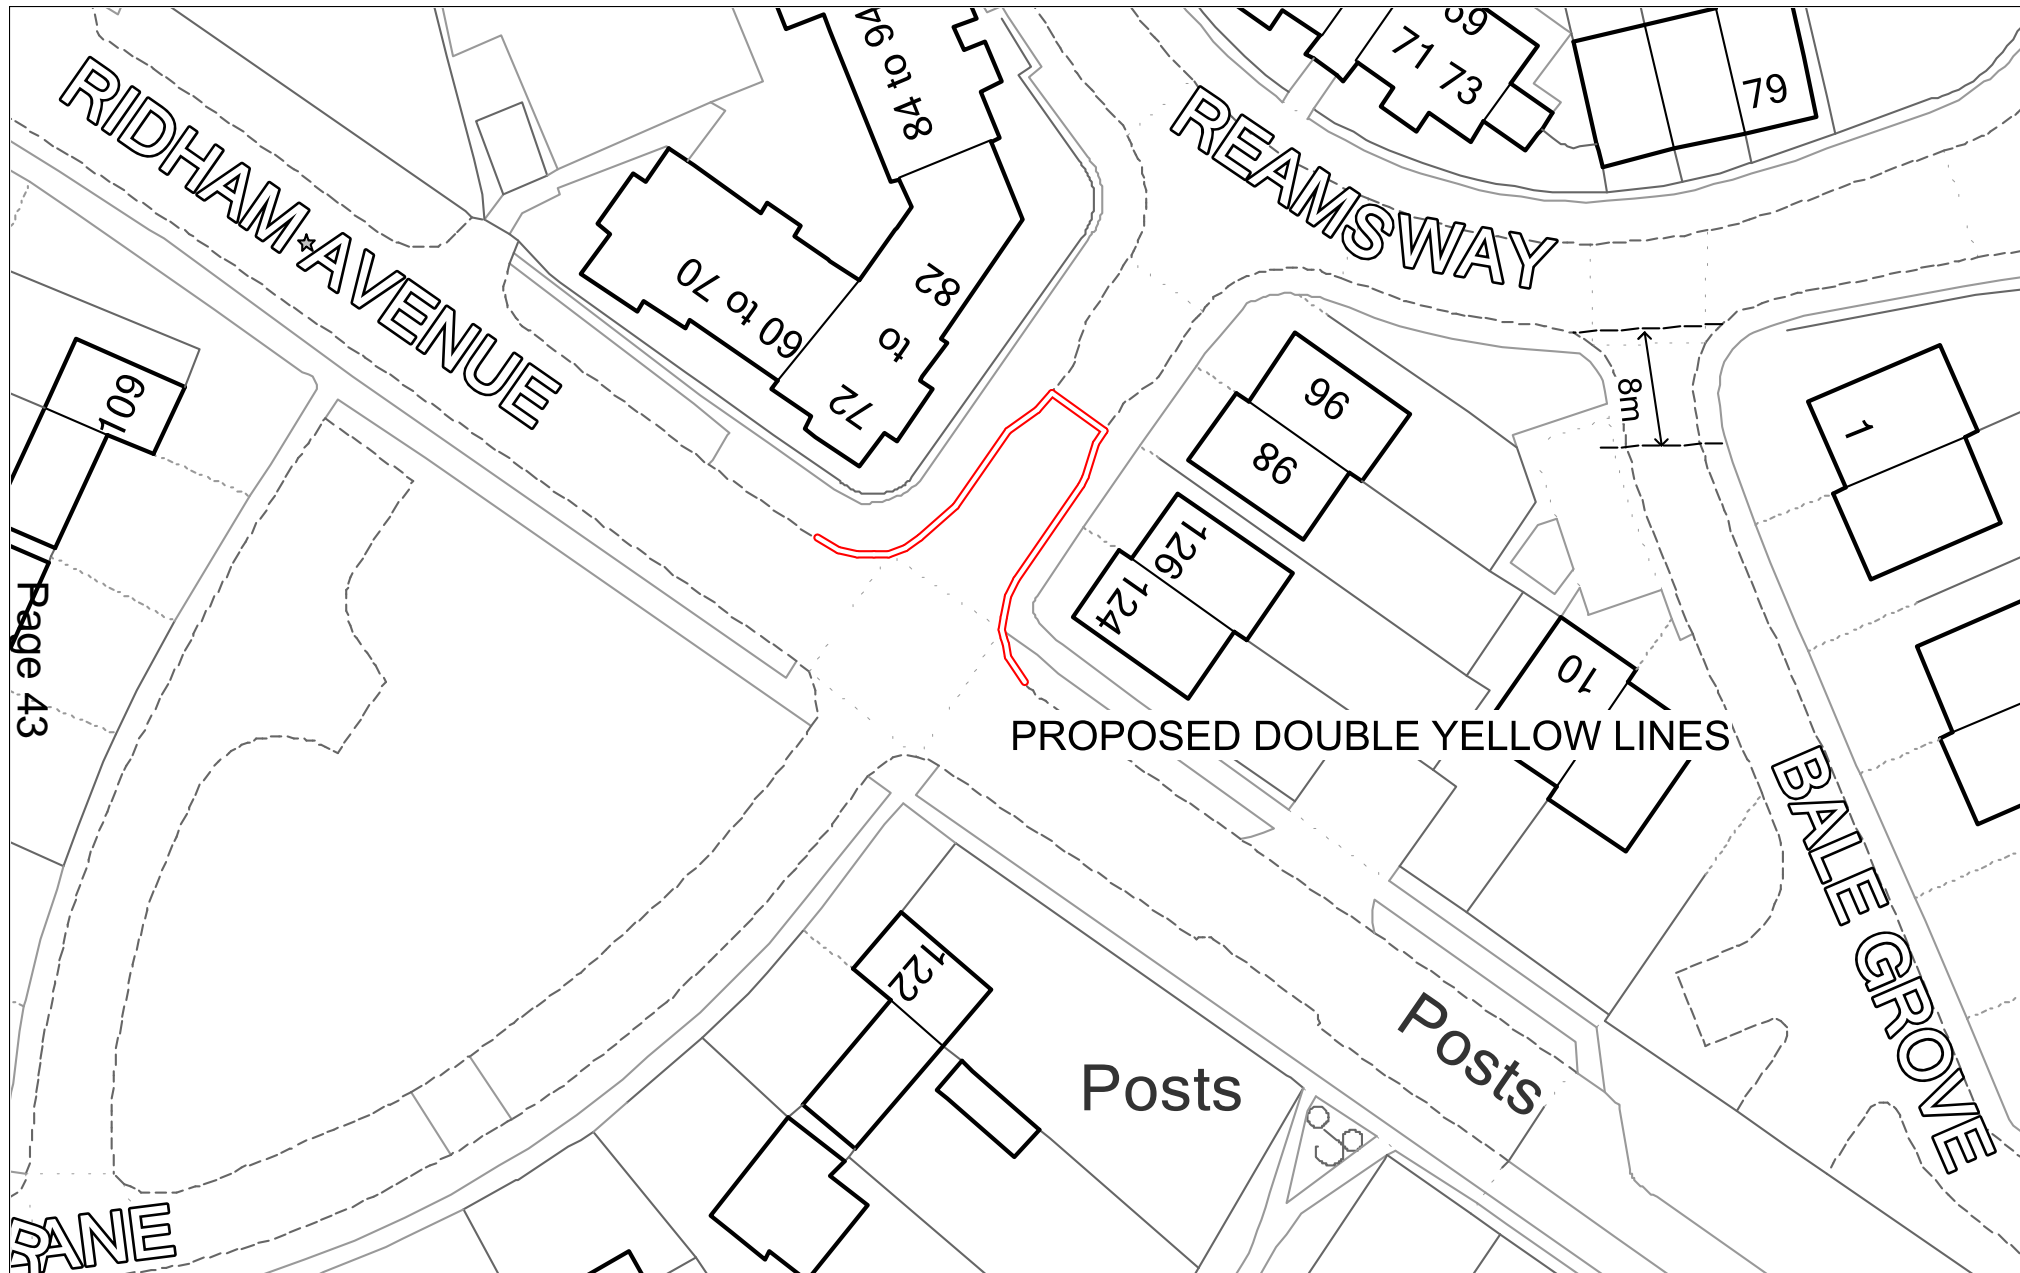 RIDHAM AVENUE
REAMSWAY
84 to 94
71
73
79
60 to 70
72 to 82
109
96
98
8m
1
126
124
10
Page 43
PROPOSED DOUBLE YELLOW LINES
BALE GROVE
122
Posts
Posts